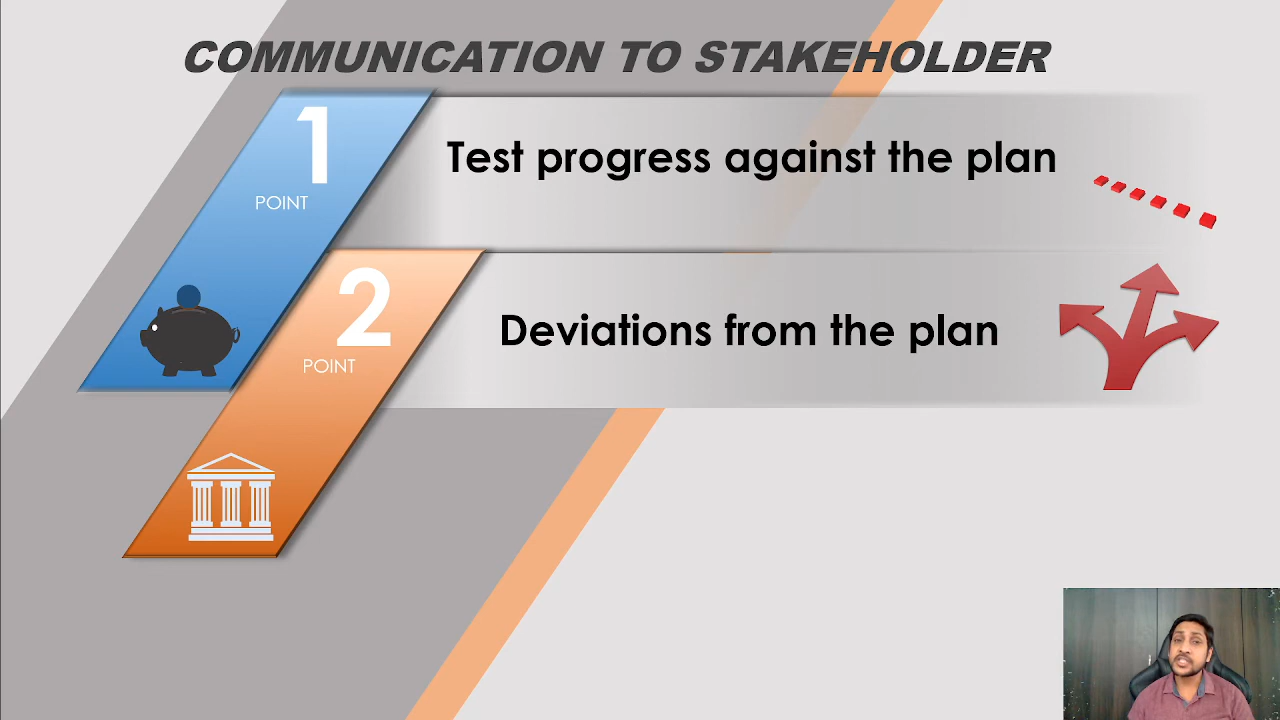 COMMUNICATION TO STAKEHOLDER
1
POINT
Test progress against the plan
2
POINT
Deviations from the plan